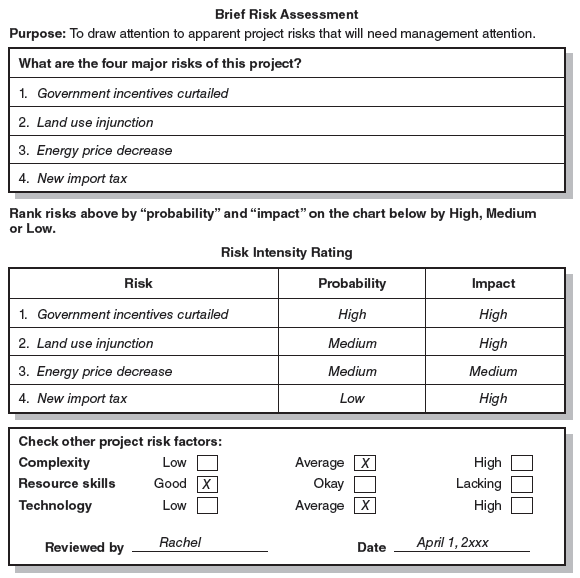 Brief Risk Assessment
Purpose: To draw attention to apparent project risks that will need management attention.
What are the four major risks of this project?
1. Government incentives curtailed
2. Land use injunction
3. Energy price decrease
4. New import tax
Rank risks above by “probability” and “impact” on the chart below by High, Medium
or Low.
Risk Intensity Rating
Risk Probability Impact
1. Government incentives curtailed High High
2. Land use injunction Medium High
3. Energy price decrease Medium Medium
4. New import tax Low High
Check other project risk factors:
Complexity Low Average X High
Resource skills Good X Okay Lacking
Technology Low Average X High
Reviewed by Rachel Date April 1, 2xxx